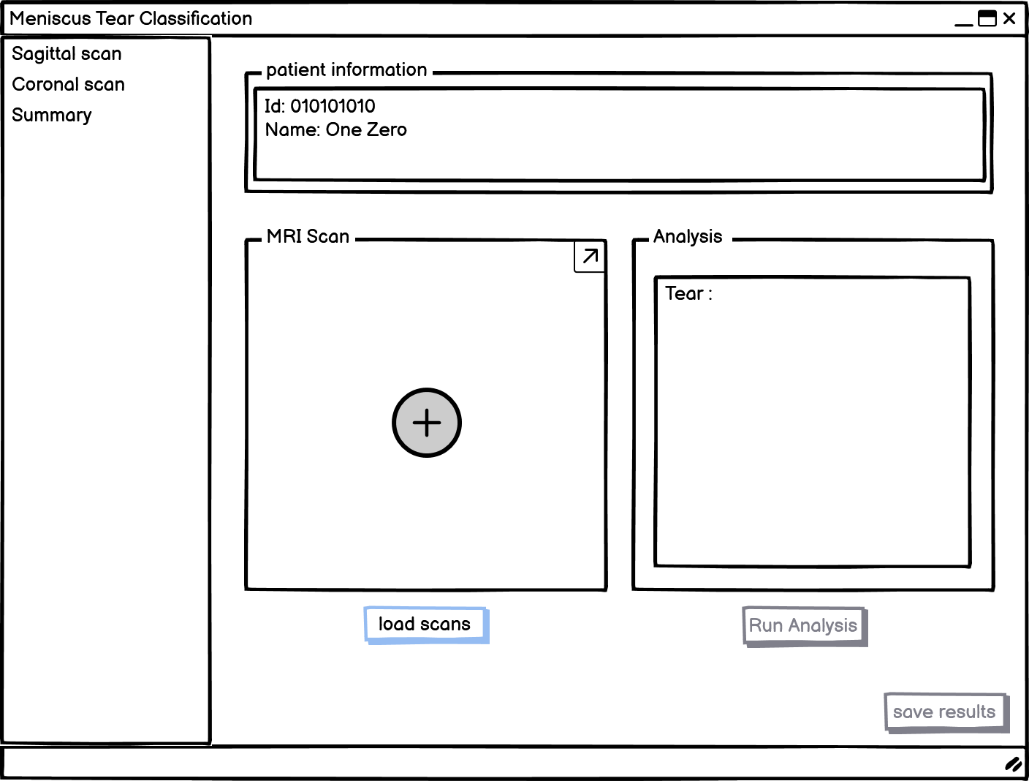 Meniscus Tear Classification
Sagittal scan
Coronal scan
Summary
patient information
Id: 010101010
Name: One Zero
MRI Scan
Analysis
Tear :
load scans
Run Analysis
save results